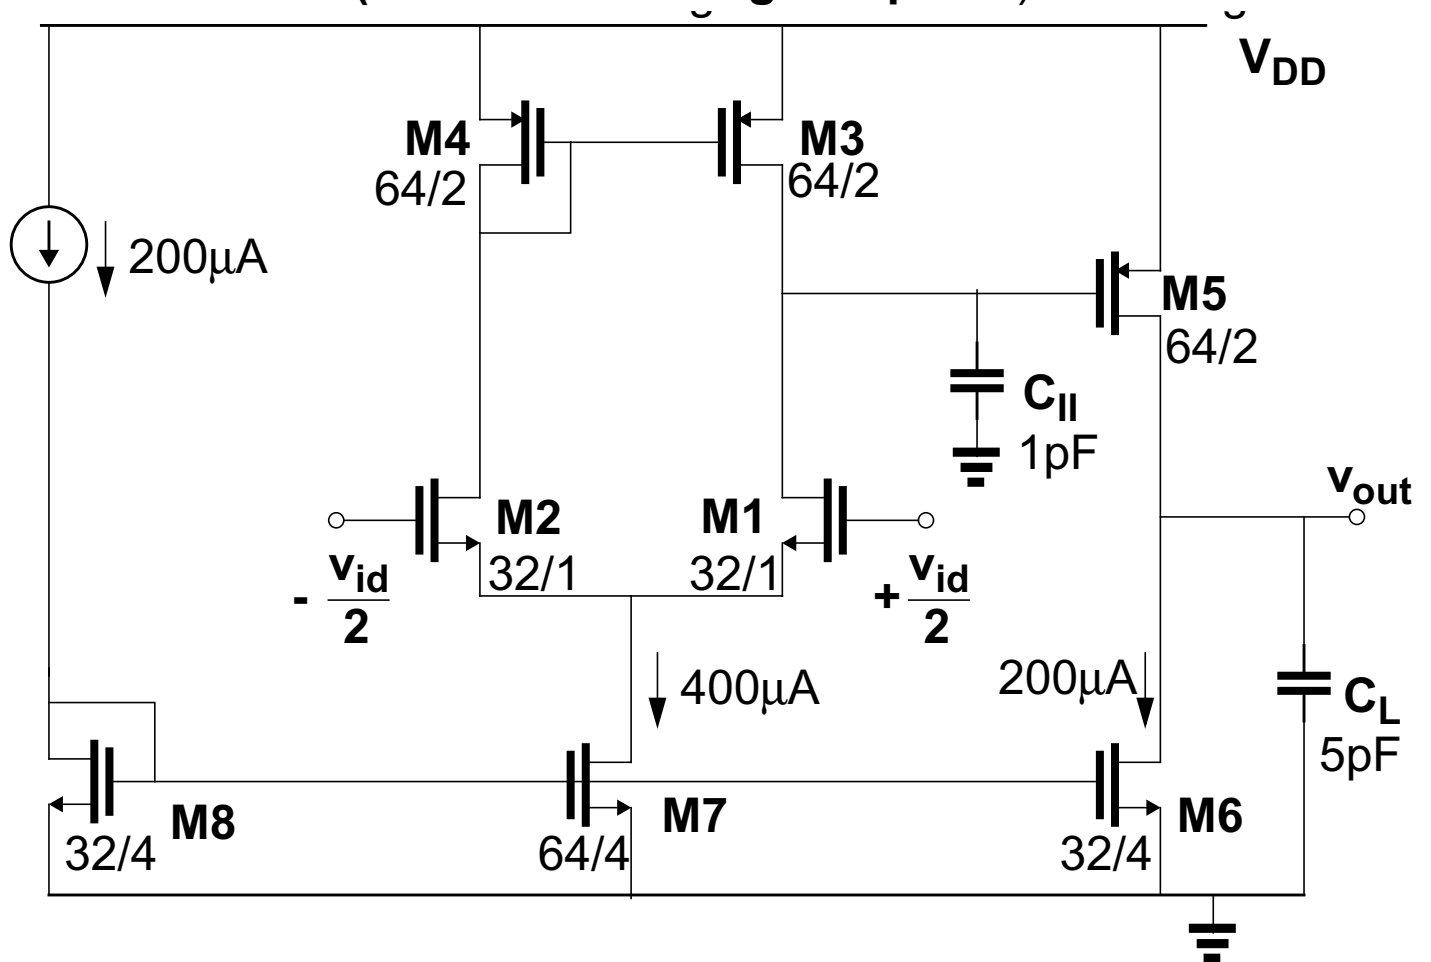 V_DD
M4
64/2
M3
64/2
200μA
M5
64/2
C_II
1pF
v_out
M2
32/1
M1
32/1
- v_id/2
+ v_id/2
400μA
200μA
C_L
5pF
M8
32/4
M7
64/4
M6
32/4